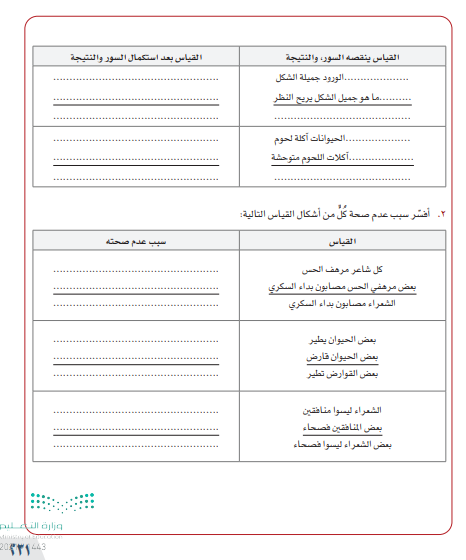 القياس ينقصه السور، والنتيجة
القياس بعد استكمال السور والنتيجة
......................الورود جميلة الشكل
...........ما هو جميل الشكل يريح النظر
......................الحيوانات آكلة لحوم
......................آكلات اللحوم متوحشة
٢. أفسّر سبب عدم صحة كُلٍّ من أشكال القياس التالية:
القياس
سبب عدم صحته
كل شاعر مرهف الحس
بعض مرهفي الحس مصابون بداء السكري
الشعراء مصابون بداء السكري
بعض الحيوان يطير
بعض الحيوان قارض
بعض القوارض تطير
الشعراء ليسوا منافقين
بعض المنافقين فصحاء
بعض الشعراء ليسوا فصحاء
وزارة التعليم
٢٢١